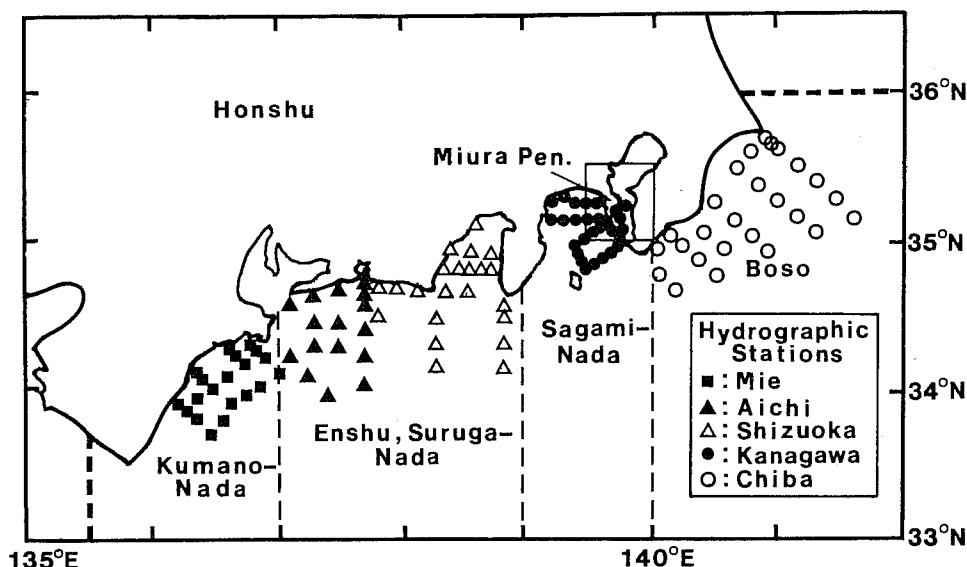 Honshu
Miura Pen.
36°N
35°N
34°N
33°N
Boso
Sagami–
Nada
Enshu, Suruga–
Nada
Kumano–
Nada
Hydrographic
Stations
■ : Mie
▲ : Aichi
△ : Shizuoka
● : Kanagawa
○ : Chiba
135°E
140°E